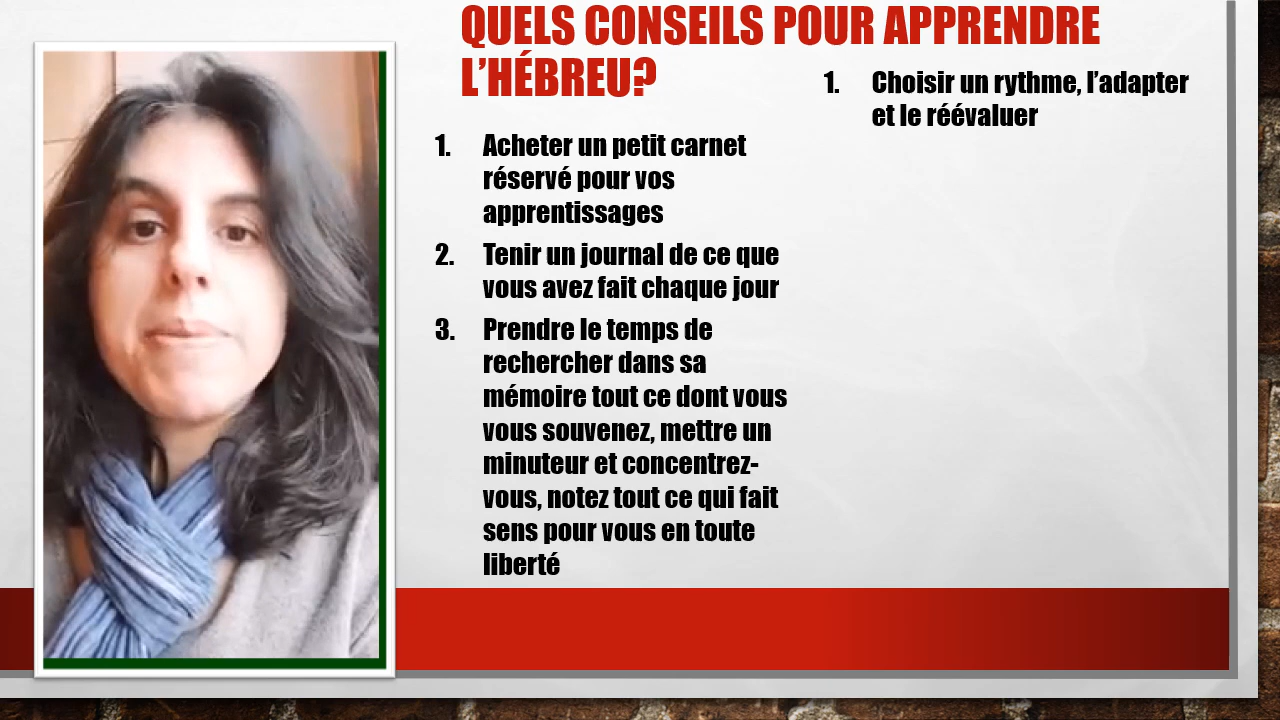 QUELS CONSEILS POUR APPRENDRE
L’HÉBREU?
1. Acheter un petit carnet
réservé pour vos
apprentissages
2. Tenir un journal de ce que
vous avez fait chaque jour
3. Prendre le temps de
rechercher dans sa
mémoire tout ce dont vous
vous souvenez, mettre un
minuteur et concentrez-
vous, notez tout ce qui fait
sens pour vous en toute
liberté
1. Choisir un rythme, l’adapter
et le réévaluer